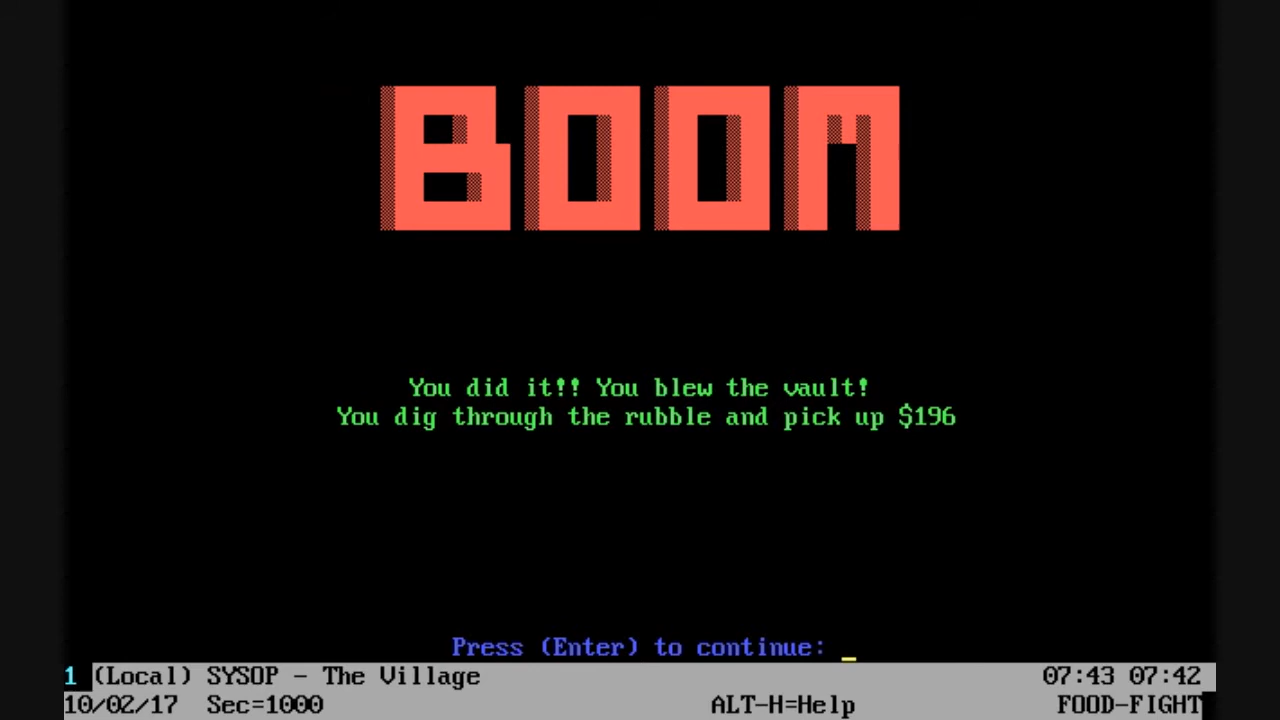 BOOM
You did it!! You blew the vault!
You dig through the rubble and pick up $196
Press (Enter) to continue: _
1 (Local) SYSOP - The Village 07:43 07:42
10/02/17 Sec=1000 ALT-H=Help FOOD-FIGHT